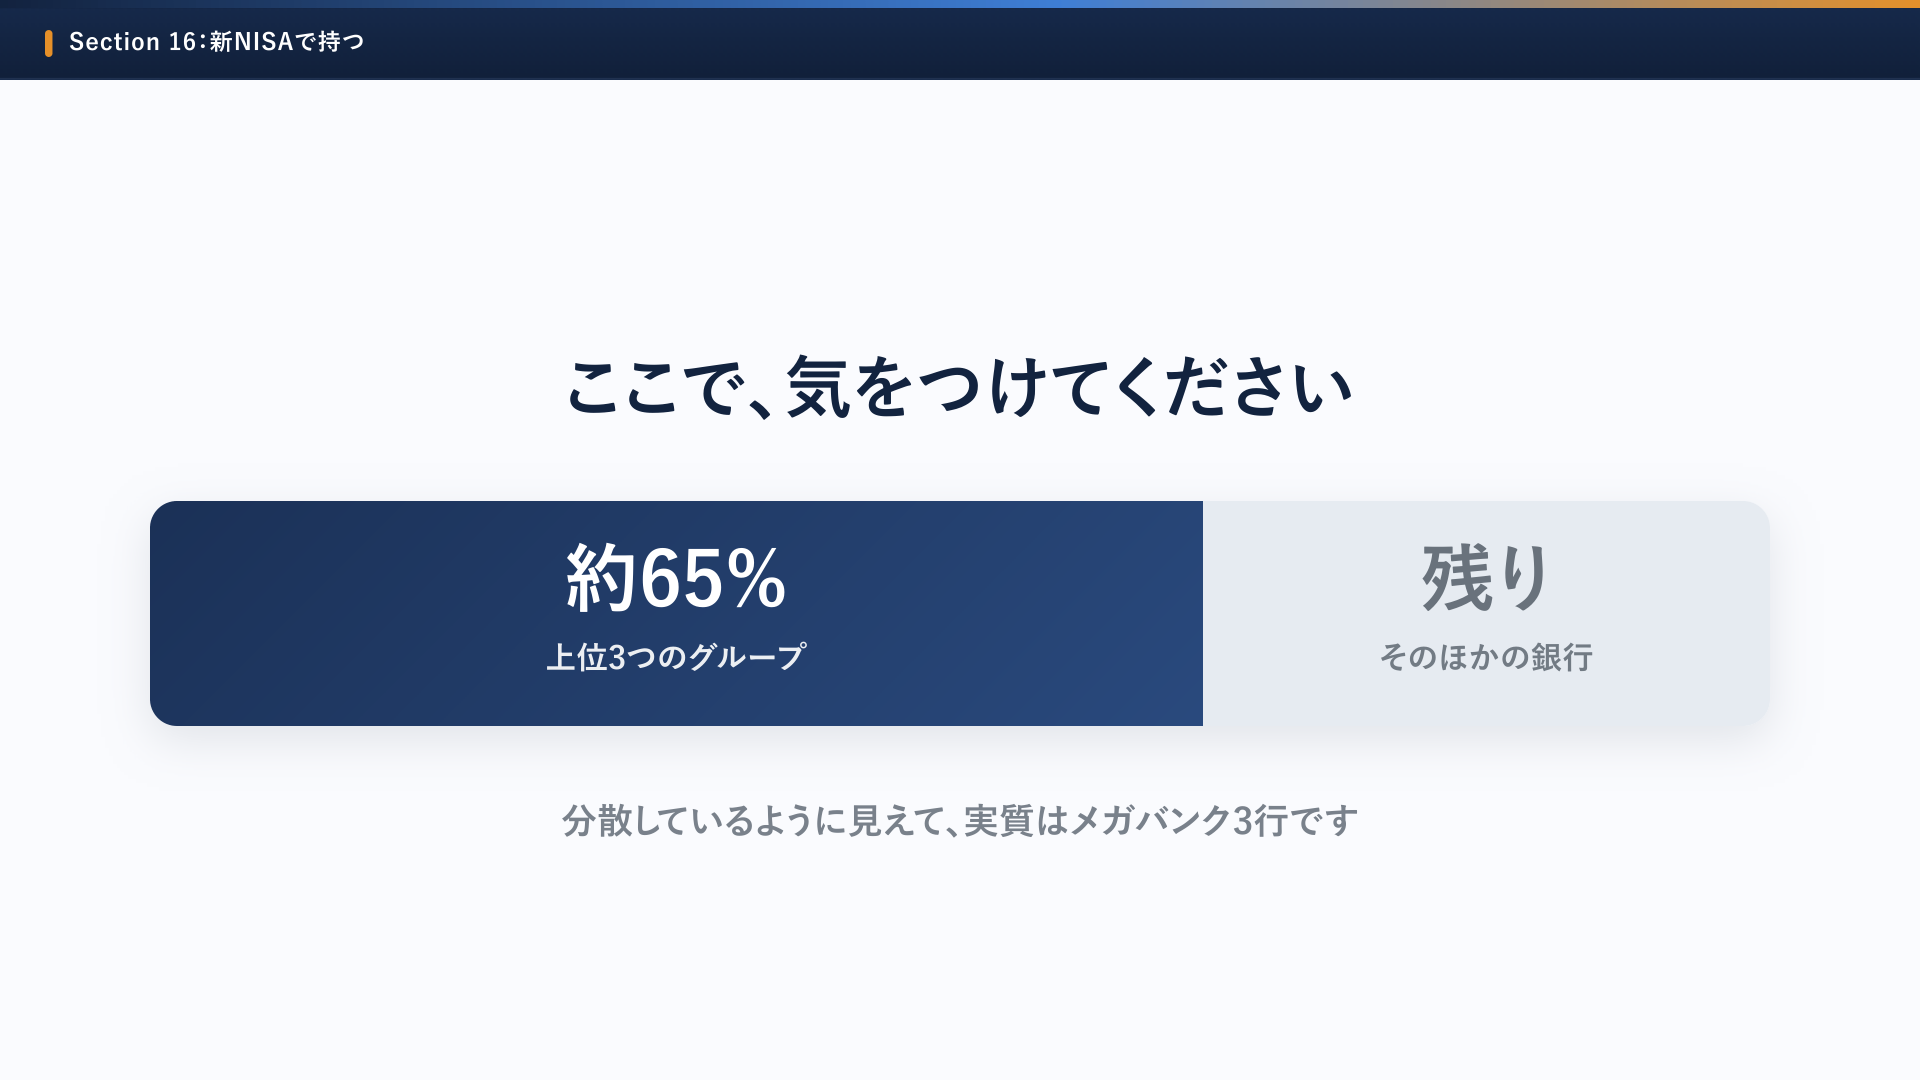 Section 16：新NISAで持つ
ここで、気をつけてください
約65%
上位3つのグループ
残り
そのほかの銀行
分散しているように見えて、実質はメガバンク3行です